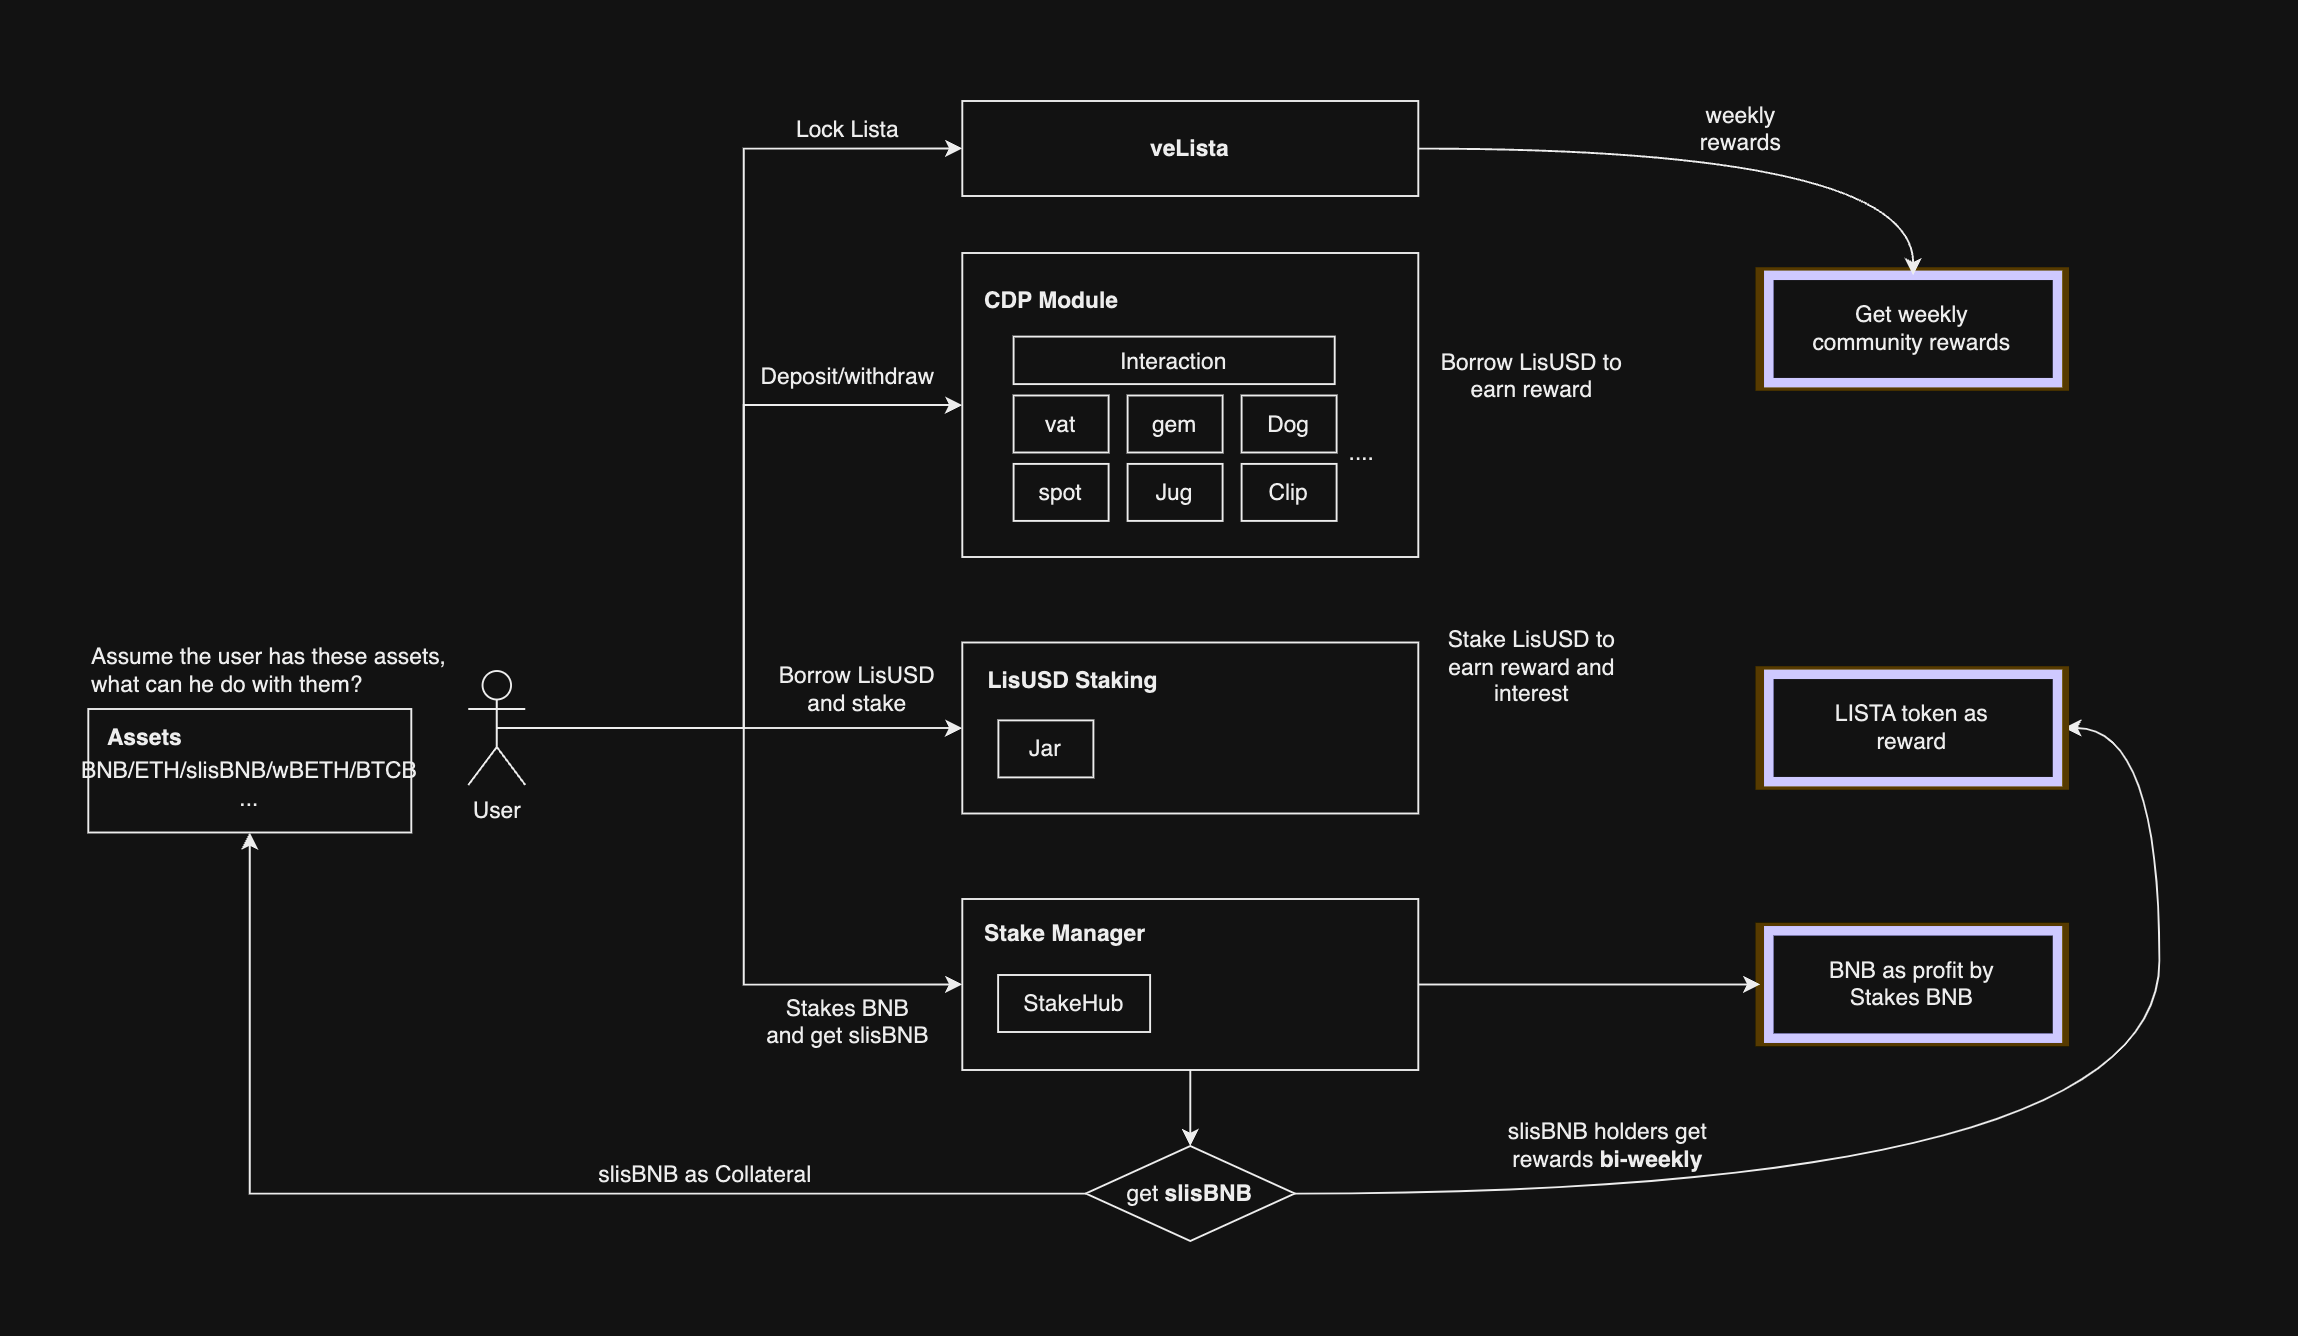 Lock Lista
veLista
weekly
rewards
Get weekly
community rewards
CDP Module
Interaction
vat
gem
Dog
spot
Jug
Clip
....
Deposit/withdraw
Borrow LisUSD to
earn reward
Assume the user has these assets,
what can he do with them?
Assets
BNB/ETH/slisBNB/wBETH/BTCB
...
User
Borrow LisUSD
and stake
LisUSD Staking
Jar
Stake LisUSD to
earn reward and
interest
LISTA token as
reward
Stakes BNB
and get slisBNB
Stake Manager
StakeHub
BNB as profit by
Stakes BNB
slisBNB as Collateral
get slisBNB
slisBNB holders get
rewards bi-weekly